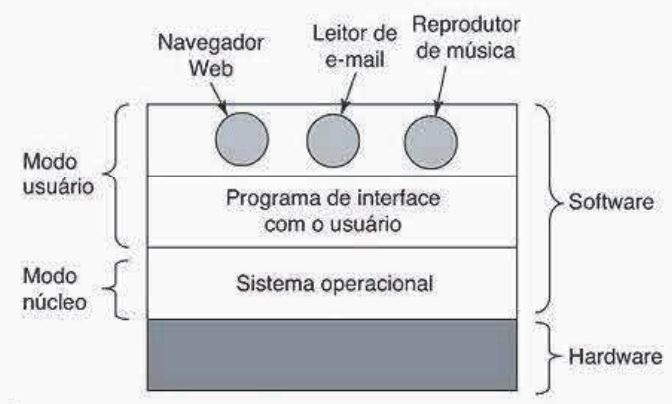 Navegador
Web
Leitor de
e-mail
Reprodutor
de música
Modo
usuário
Programa de interface
com o usuário
Software
Modo
núcleo
Sistema operacional
Hardware